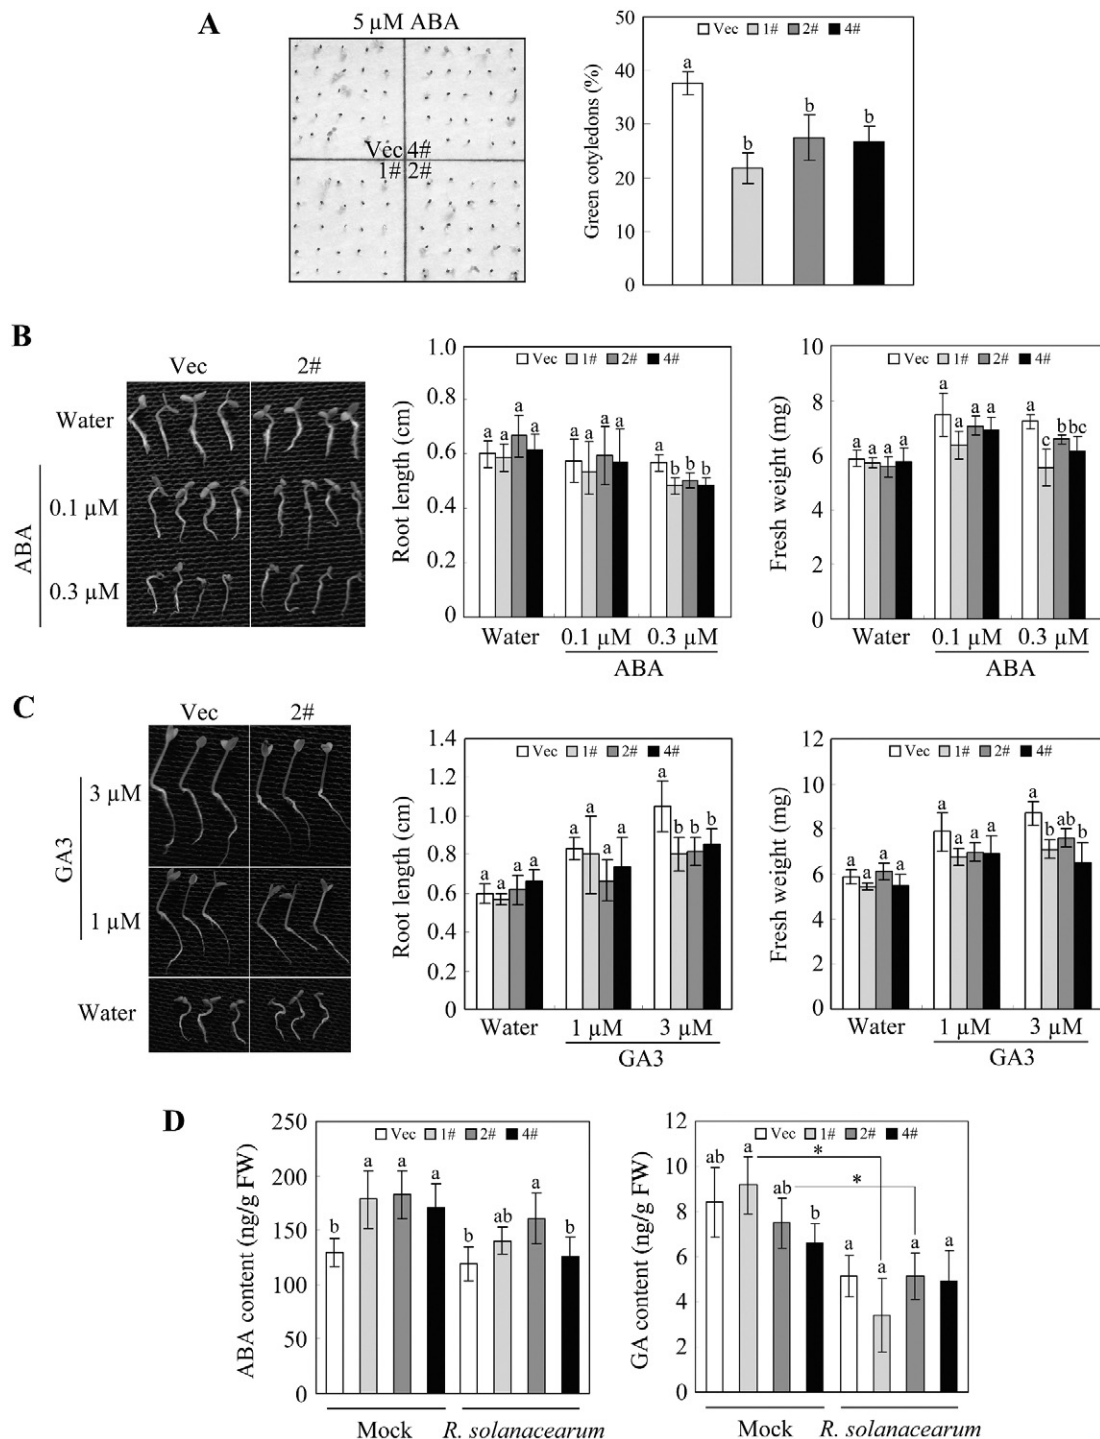 A
5 µM ABA
Vec 4#
1# 2#
Green cotyledons (%)
50
40
30
20
10
0
Vec 1# 2# 4#
a
b
b
b
B
Vec 2#
Water
0.1 µM
0.3 µM
ABA
Root length (cm)
1.0
0.8
0.6
0.4
0.2
0
Vec 1# 2# 4#
a a a a
a a a a
a b b b
Water 0.1 µM 0.3 µM
ABA
Fresh weight (mg)
10
8
6
4
2
0
Vec 1# 2# 4#
a a a a
a a a a
a c b bc
Water 0.1 µM 0.3 µM
ABA
C
Vec 2#
3 µM
GA3
1 µM
Water
Root length (cm)
1.4
1.2
1.0
0.8
0.6
0.4
0.2
0
Vec 1# 2# 4#
a a a a
a a a a
a b b b
Water 1 µM 3 µM
GA3
Fresh weight (mg)
12
10
8
6
4
2
0
Vec 1# 2# 4#
a a a a
a a a a
a b ab b
Water 1 µM 3 µM
GA3
D
ABA content (ng/g FW)
250
200
150
100
50
0
Vec 1# 2# 4#
b a a a
b ab a b
Mock R. solanacearum
GA content (ng/g FW)
12
10
8
6
4
2
0
Vec 1# 2# 4#
ab a ab b
*
*
a a a a
Mock R. solanacearum